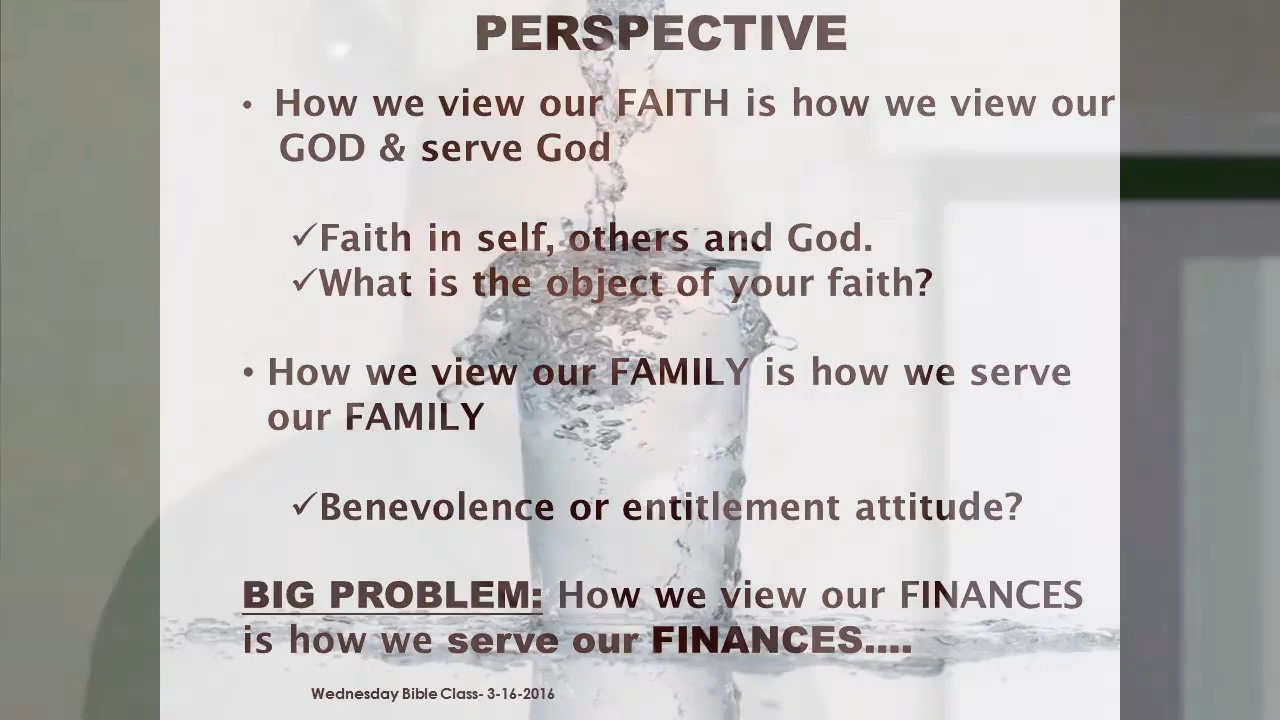 PERSPECTIVE
• How we view our FAITH is how we view our
GOD & serve God
✓Faith in self, others and God.
✓What is the object of your faith?
• How we view our FAMILY is how we serve
our FAMILY
✓Benevolence or entitlement attitude?
BIG PROBLEM: How we view our FINANCES
is how we serve our FINANCES....
Wednesday Bible Class- 3-16-2016